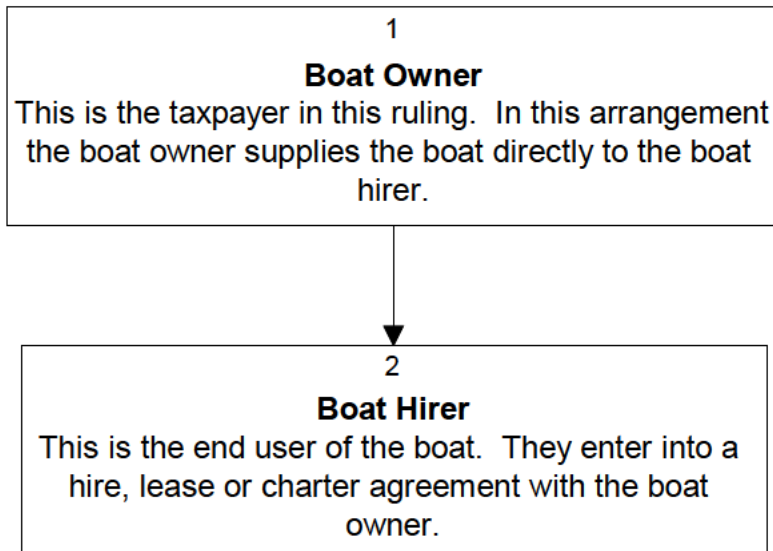 1
Boat Owner
This is the taxpayer in this ruling.  In this arrangement
the boat owner supplies the boat directly to the boat
hirer.
2
Boat Hirer
This is the end user of the boat.  They enter into a
hire, lease or charter agreement with the boat
owner.